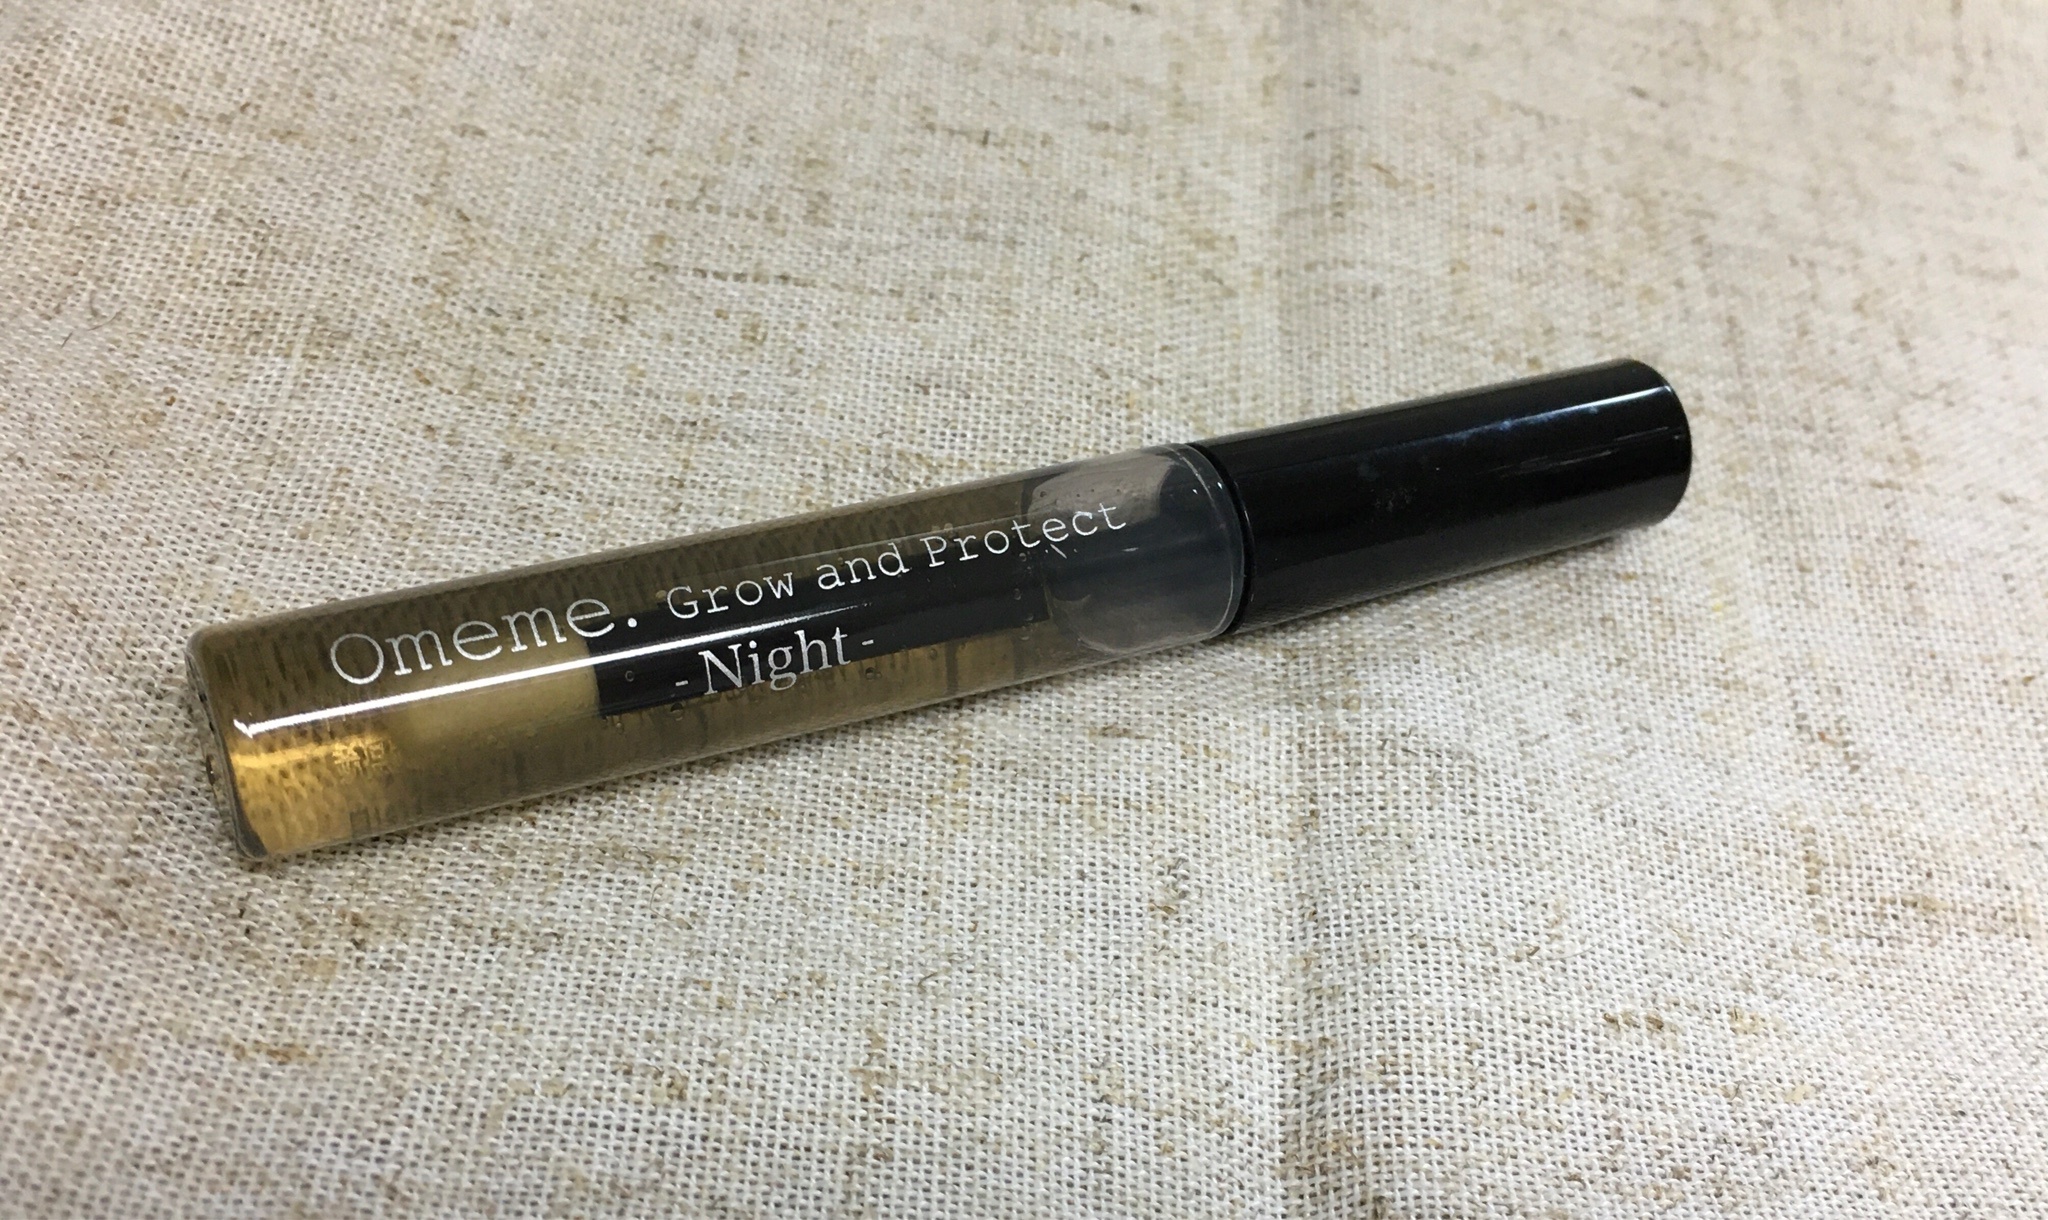 Omeme. Grow and Protect
- Night -